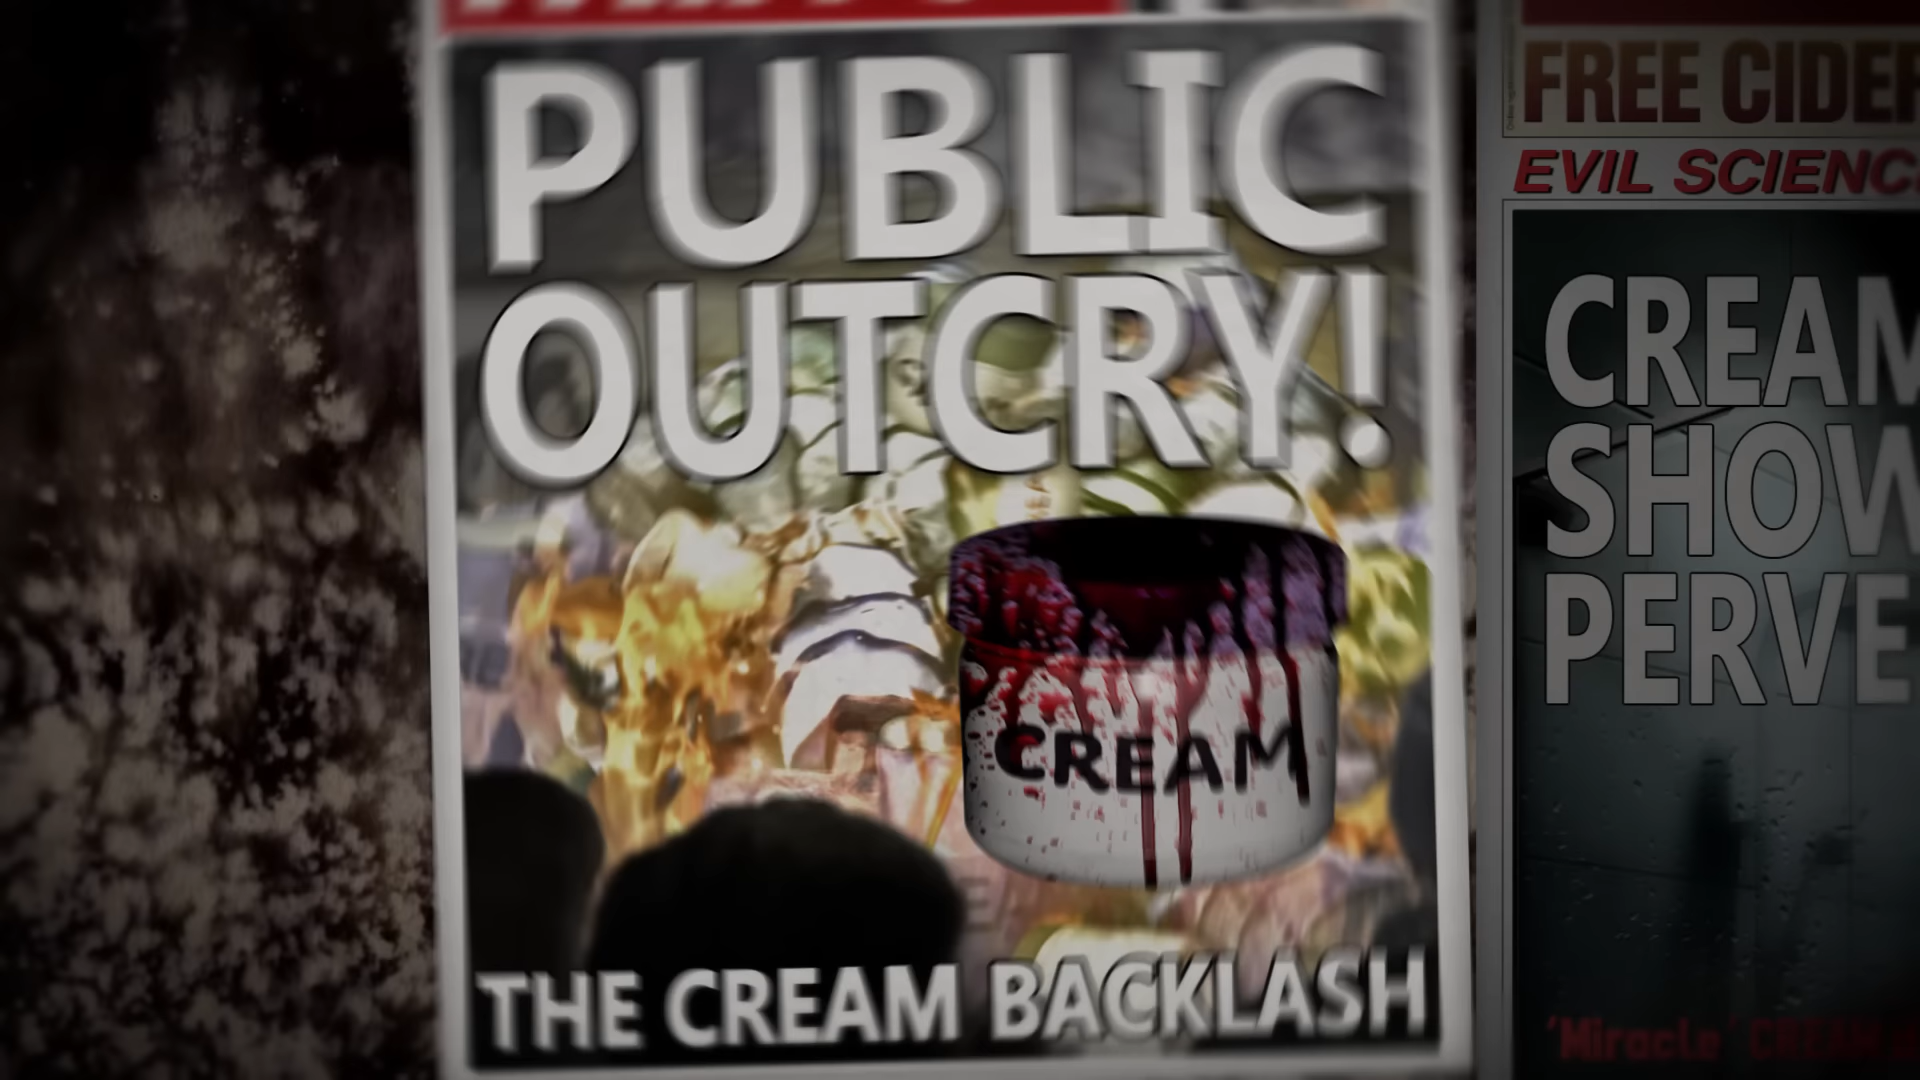 PUBLIC
OUTCRY!
CREAM
THE CREAM BACKLASH
FREE CIDER
EVIL SCIENC
CREAM
SHOW
PERVE
'Miracle' CREAM